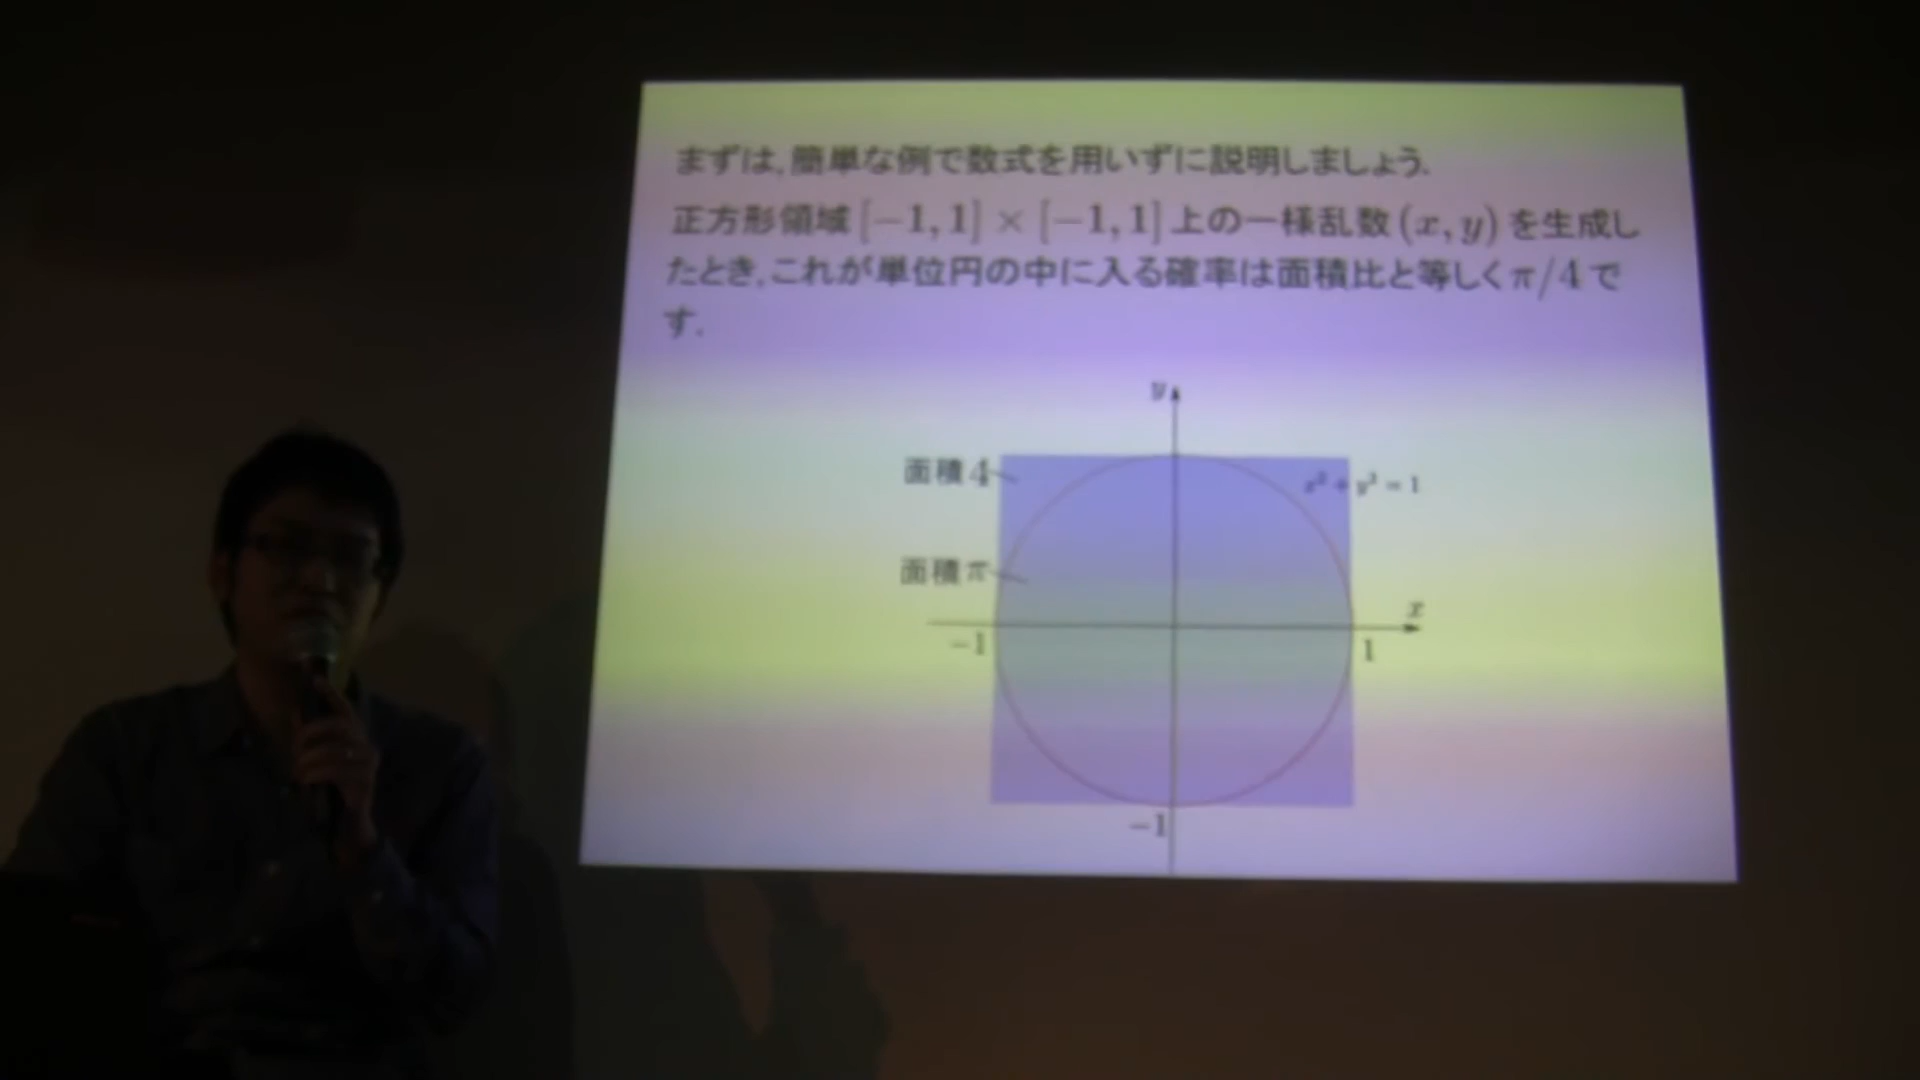 まずは,簡単な例で数式を用いずに説明しましょう.
正方形領域[−1,1]×[−1,1]上の一様乱数(x,y)を生成し
たとき,これが単位円の中に入る確率は面積比と等しくπ/4で
す.
y
面積4
x² + y² = 1
面積π
x
−1
1
−1